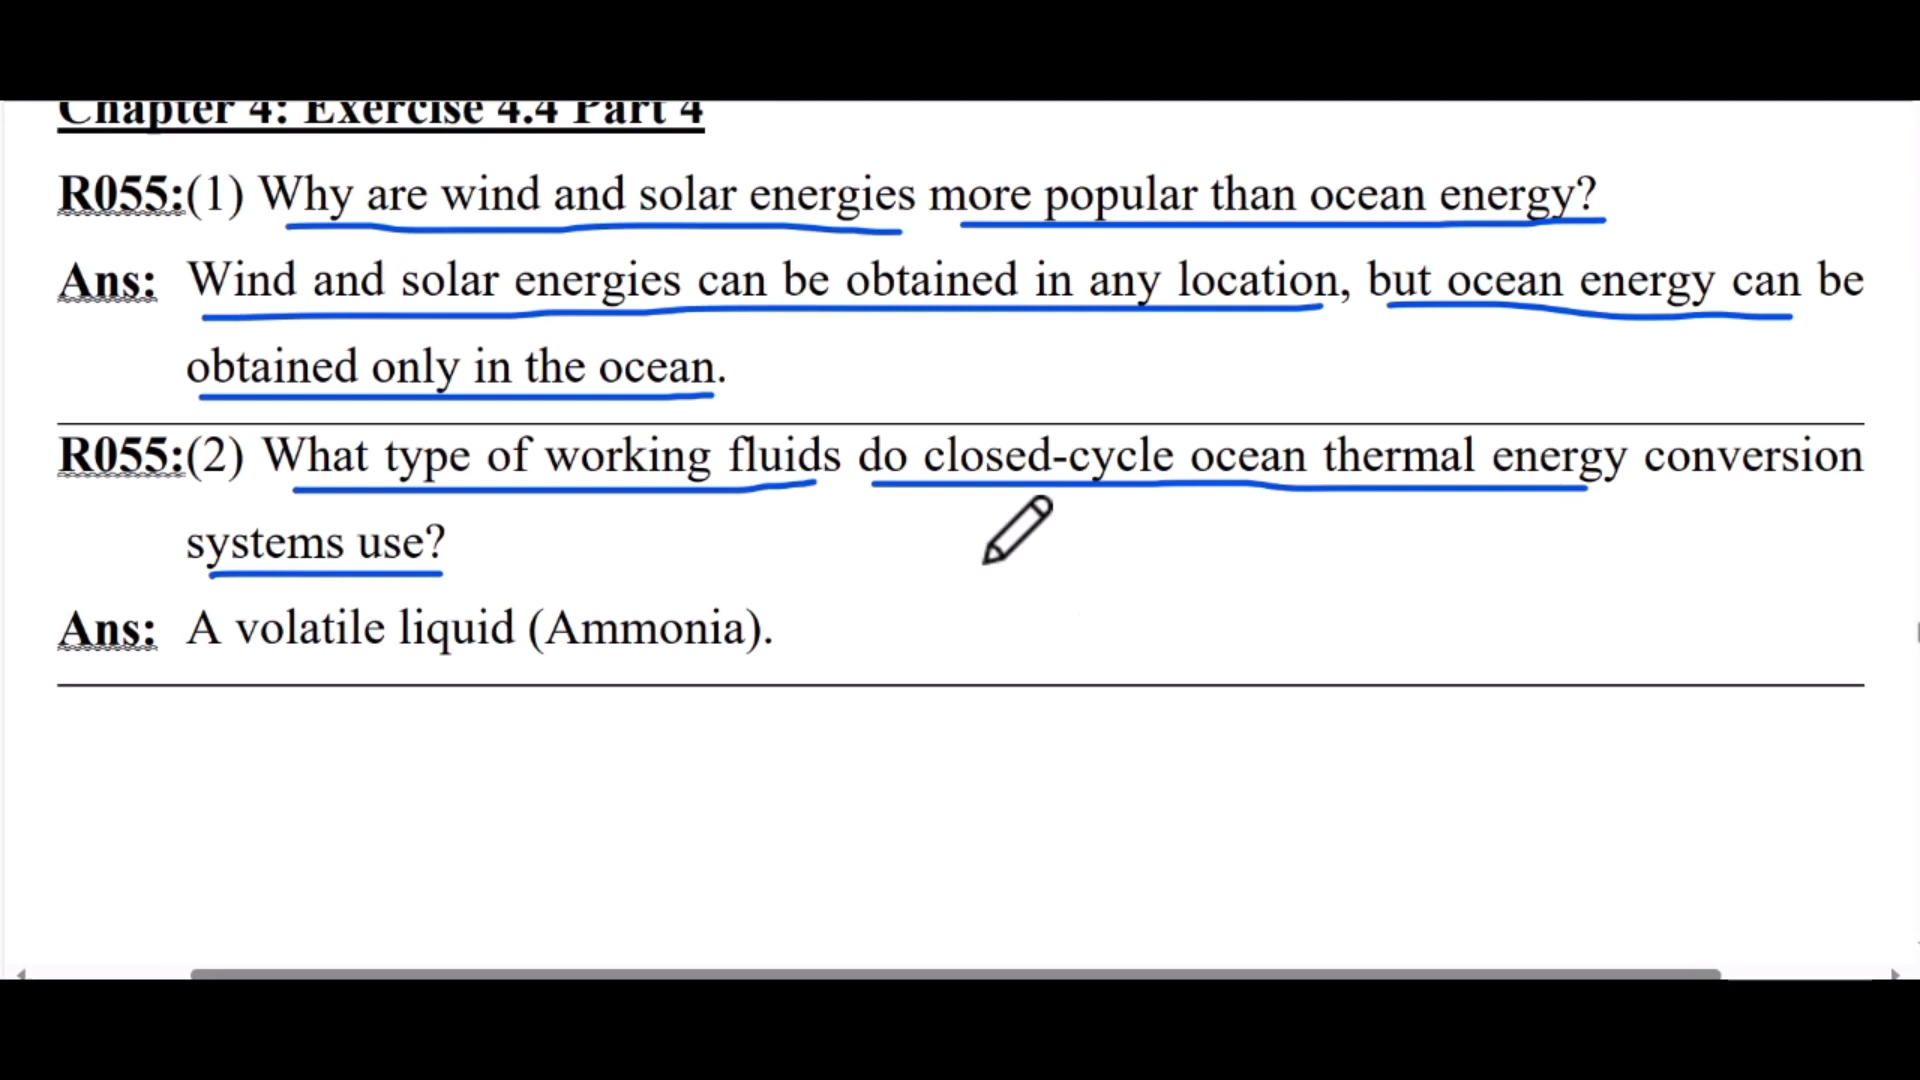 Chapter 4: Exercise 4.4 Part 4
R055:(1) Why are wind and solar energies more popular than ocean energy?
Ans: Wind and solar energies can be obtained in any location, but ocean energy can be
obtained only in the ocean.
R055:(2) What type of working fluids do closed-cycle ocean thermal energy conversion
systems use?
Ans: A volatile liquid (Ammonia).